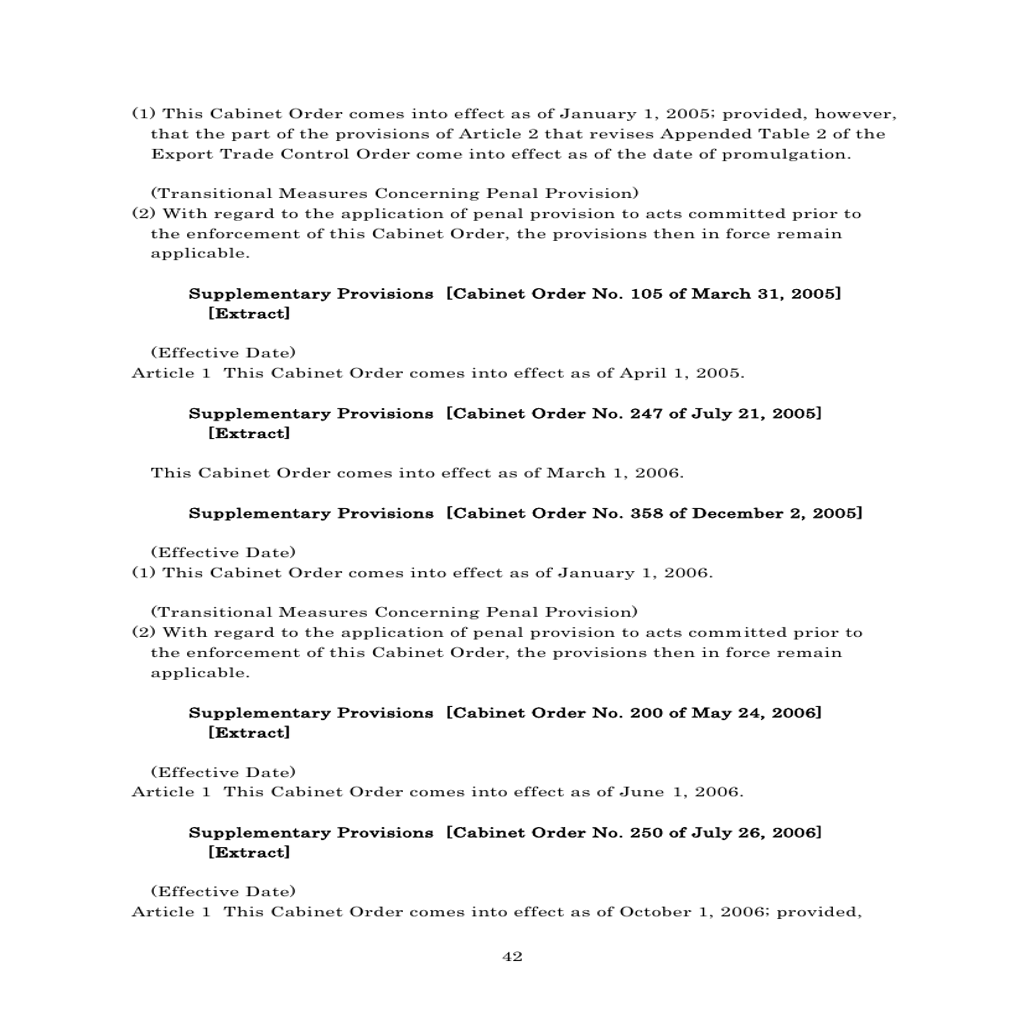 (1) This Cabinet Order comes into effect as of January 1, 2005; provided, however,
that the part of the provisions of Article 2 that revises Appended Table 2 of the
Export Trade Control Order come into effect as of the date of promulgation.
(Transitional Measures Concerning Penal Provision)
(2) With regard to the application of penal provision to acts committed prior to
the enforcement of this Cabinet Order, the provisions then in force remain
applicable.
Supplementary Provisions [Cabinet Order No. 105 of March 31, 2005]
[Extract]
(Effective Date)
Article 1 This Cabinet Order comes into effect as of April 1, 2005.
Supplementary Provisions [Cabinet Order No. 247 of July 21, 2005]
[Extract]
This Cabinet Order comes into effect as of March 1, 2006.
Supplementary Provisions [Cabinet Order No. 358 of December 2, 2005]
(Effective Date)
(1) This Cabinet Order comes into effect as of January 1, 2006.
(Transitional Measures Concerning Penal Provision)
(2) With regard to the application of penal provision to acts committed prior to
the enforcement of this Cabinet Order, the provisions then in force remain
applicable.
Supplementary Provisions [Cabinet Order No. 200 of May 24, 2006]
[Extract]
(Effective Date)
Article 1 This Cabinet Order comes into effect as of June 1, 2006.
Supplementary Provisions [Cabinet Order No. 250 of July 26, 2006]
[Extract]
(Effective Date)
Article 1 This Cabinet Order comes into effect as of October 1, 2006; provided,
42